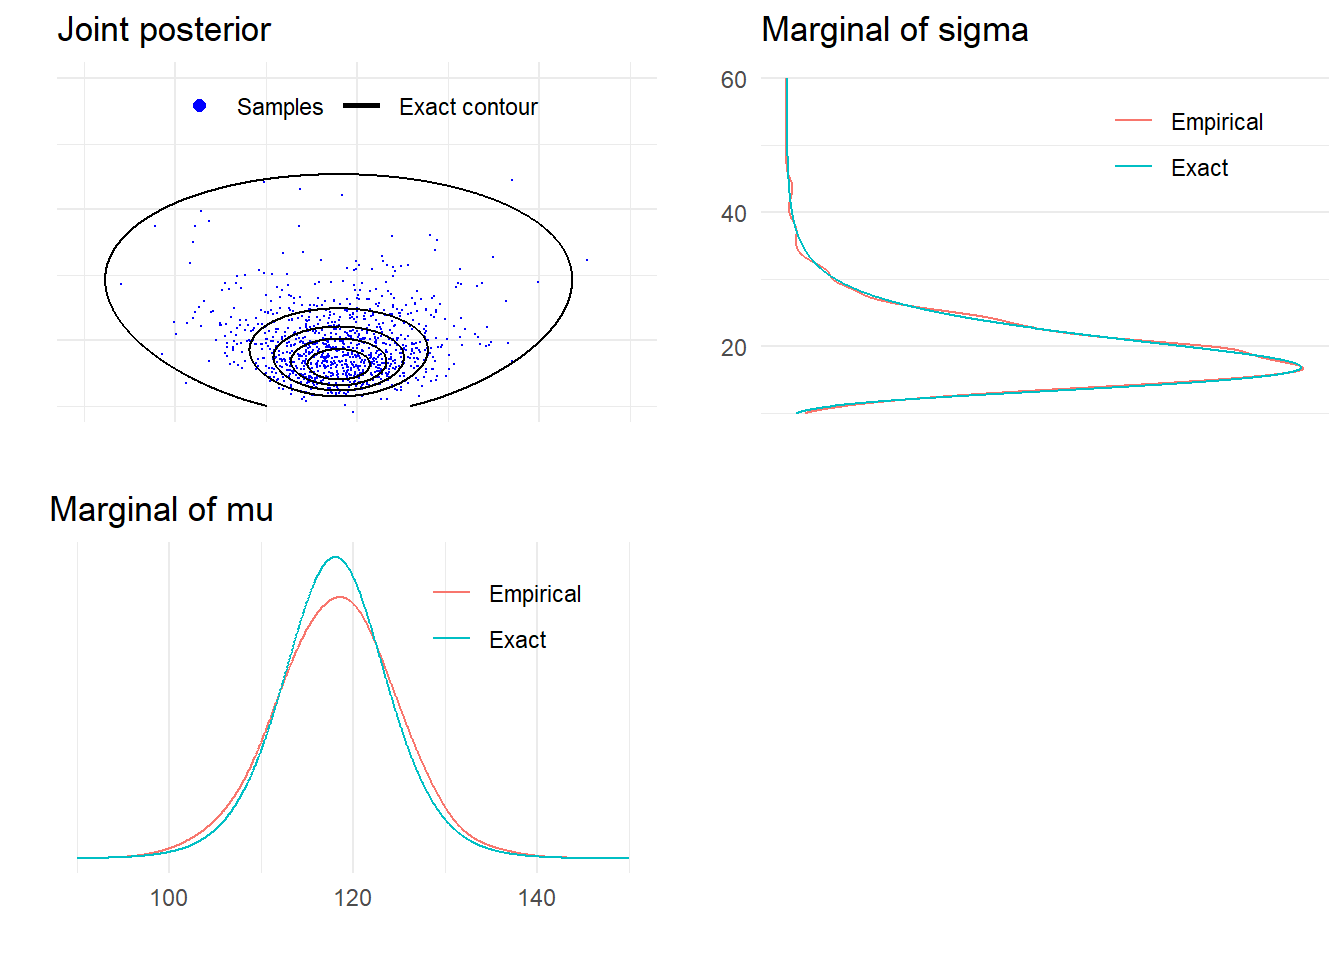 Joint posterior
Samples
Exact contour
Marginal of sigma
60
40
20
Empirical
Exact
Marginal of mu
Empirical
Exact
100
120
140